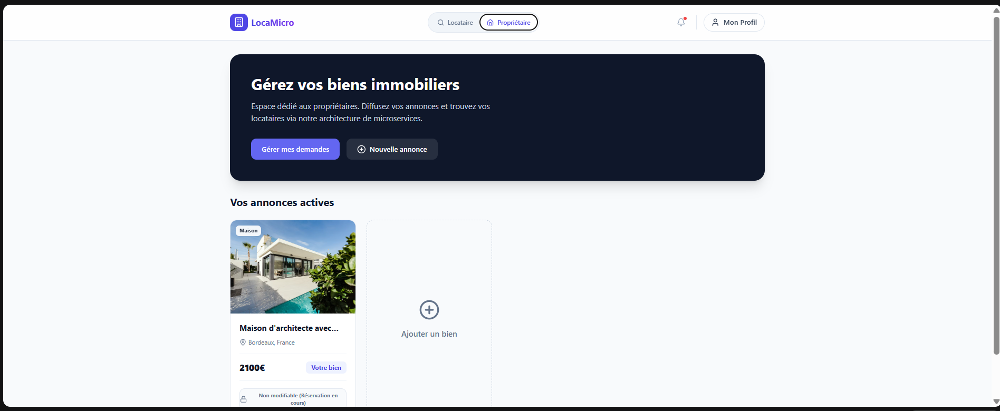 LocaMicro
Locataire
Propriétaire
Mon Profil
Gérez vos biens immobiliers
Espace dédié aux propriétaires. Diffusez vos annonces et trouvez vos
locataires via notre architecture de microservices.
Gérer mes demandes
Nouvelle annonce
Vos annonces actives
Maison
Maison d'architecte avec...
Bordeaux, France
2100€
Votre bien
Non modifiable (Réservation en
cours)
Ajouter un bien